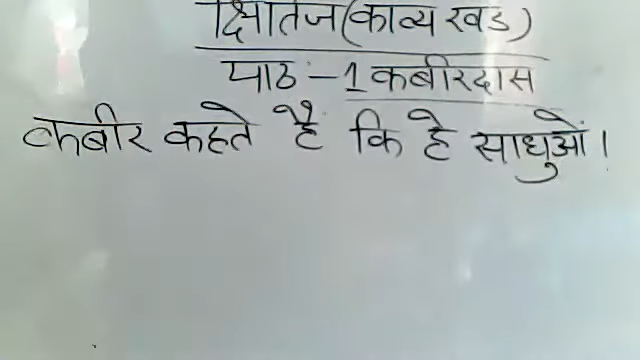 क्षितिज(काव्य खंड)
पाठ :- 1 कबीरदास
कबीर कहते है कि हे साधुओं।